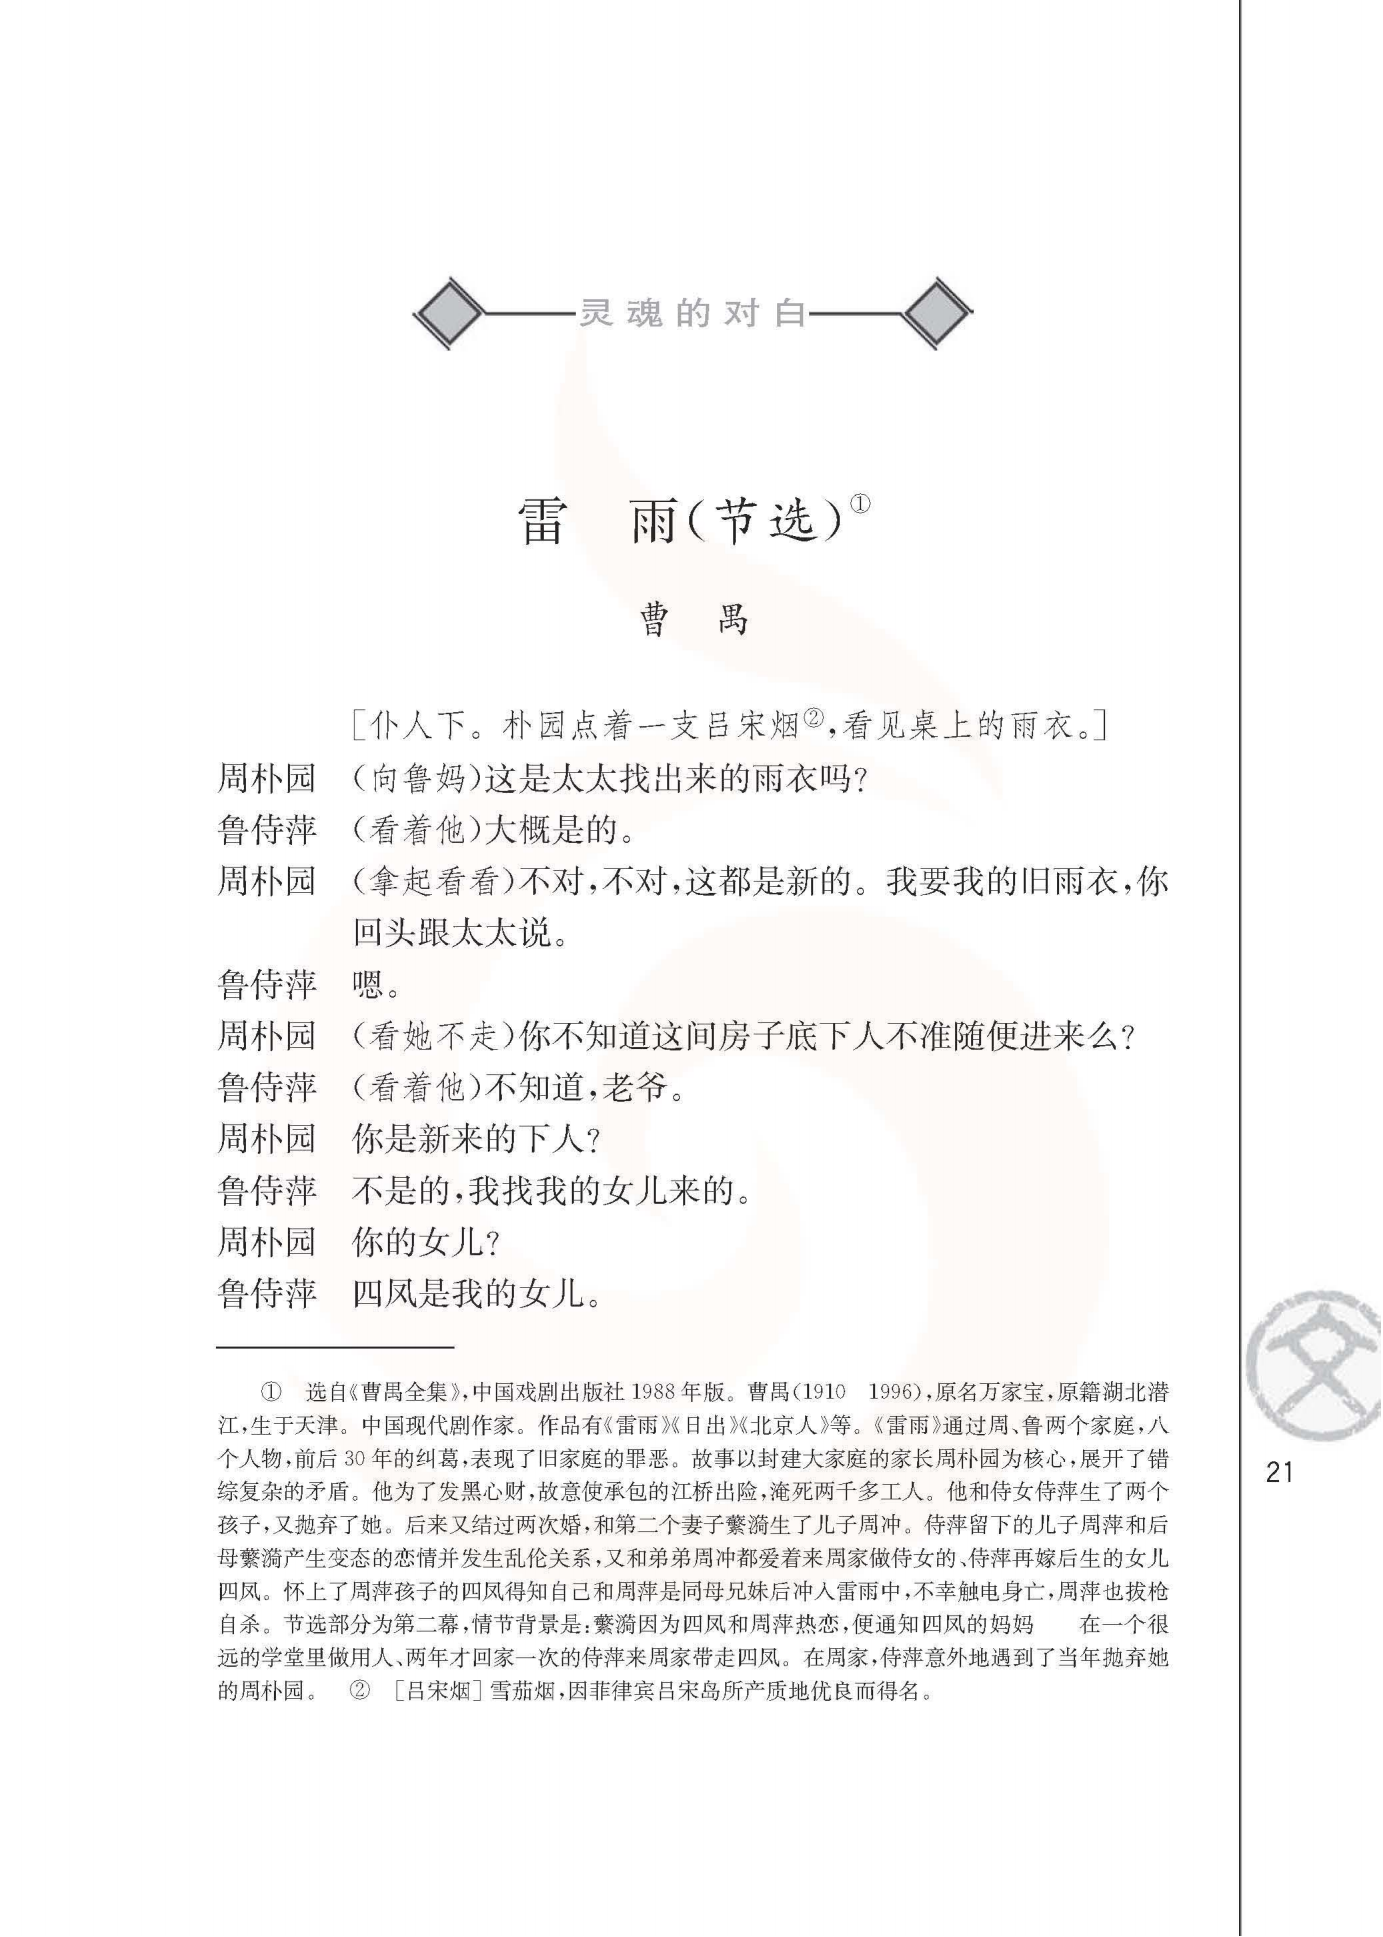 灵魂的对白
雷　雨(节选)①
曹　禺
[仆人下。朴园点着一支吕宋烟②,看见桌上的雨衣。]
周朴园　(向鲁妈)这是太太找出来的雨衣吗?
鲁侍萍　(看着他)大概是的。
周朴园　(拿起看看)不对,不对,这都是新的。我要我的旧雨衣,你
回头跟太太说。
鲁侍萍　嗯。
周朴园　(看她不走)你不知道这间房子底下人不准随便进来么?
鲁侍萍　(看着他)不知道,老爷。
周朴园　你是新来的下人?
鲁侍萍　不是的,我找我的女儿来的。
周朴园　你的女儿?
鲁侍萍　四凤是我的女儿。
①　选自《曹禺全集》,中国戏剧出版社 1988 年版。曹禺(1910　1996),原名万家宝,原籍湖北潜
江,生于天津。中国现代剧作家。作品有《雷雨》《日出》《北京人》等。《雷雨》通过周、鲁两个家庭,八
个人物,前后 30 年的纠葛,表现了旧家庭的罪恶。故事以封建大家庭的家长周朴园为核心,展开了错
综复杂的矛盾。他为了发黑心财,故意使承包的江桥出险,淹死两千多工人。他和侍女侍萍生了两个
孩子,又抛弃了她。后来又结过两次婚,和第二个妻子蘩漪生了儿子周冲。侍萍留下的儿子周萍和后
母蘩漪产生变态的恋情并发生乱伦关系,又和弟弟周冲都爱着来周家做侍女的、侍萍再嫁后生的女儿
四凤。怀上了周萍孩子的四凤得知自己和周萍是同母兄妹后冲入雷雨中,不幸触电身亡,周萍也拔枪
自杀。节选部分为第二幕,情节背景是:蘩漪因为四凤和周萍热恋,便通知四凤的妈妈　　在一个很
远的学堂里做用人、两年才回家一次的侍萍来周家带走四凤。在周家,侍萍意外地遇到了当年抛弃她
的周朴园。　②　[吕宋烟] 雪茄烟,因菲律宾吕宋岛所产质地优良而得名。
文
21